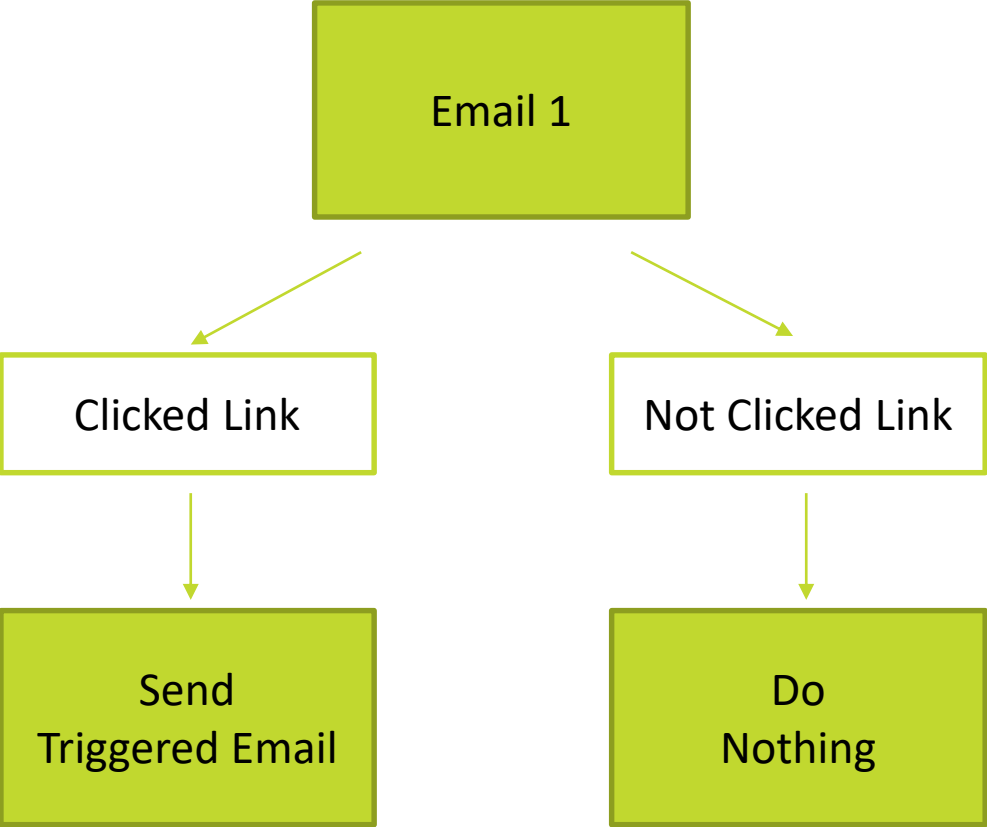 Email 1
Clicked Link
Not Clicked Link
Send
Triggered Email
Do
Nothing